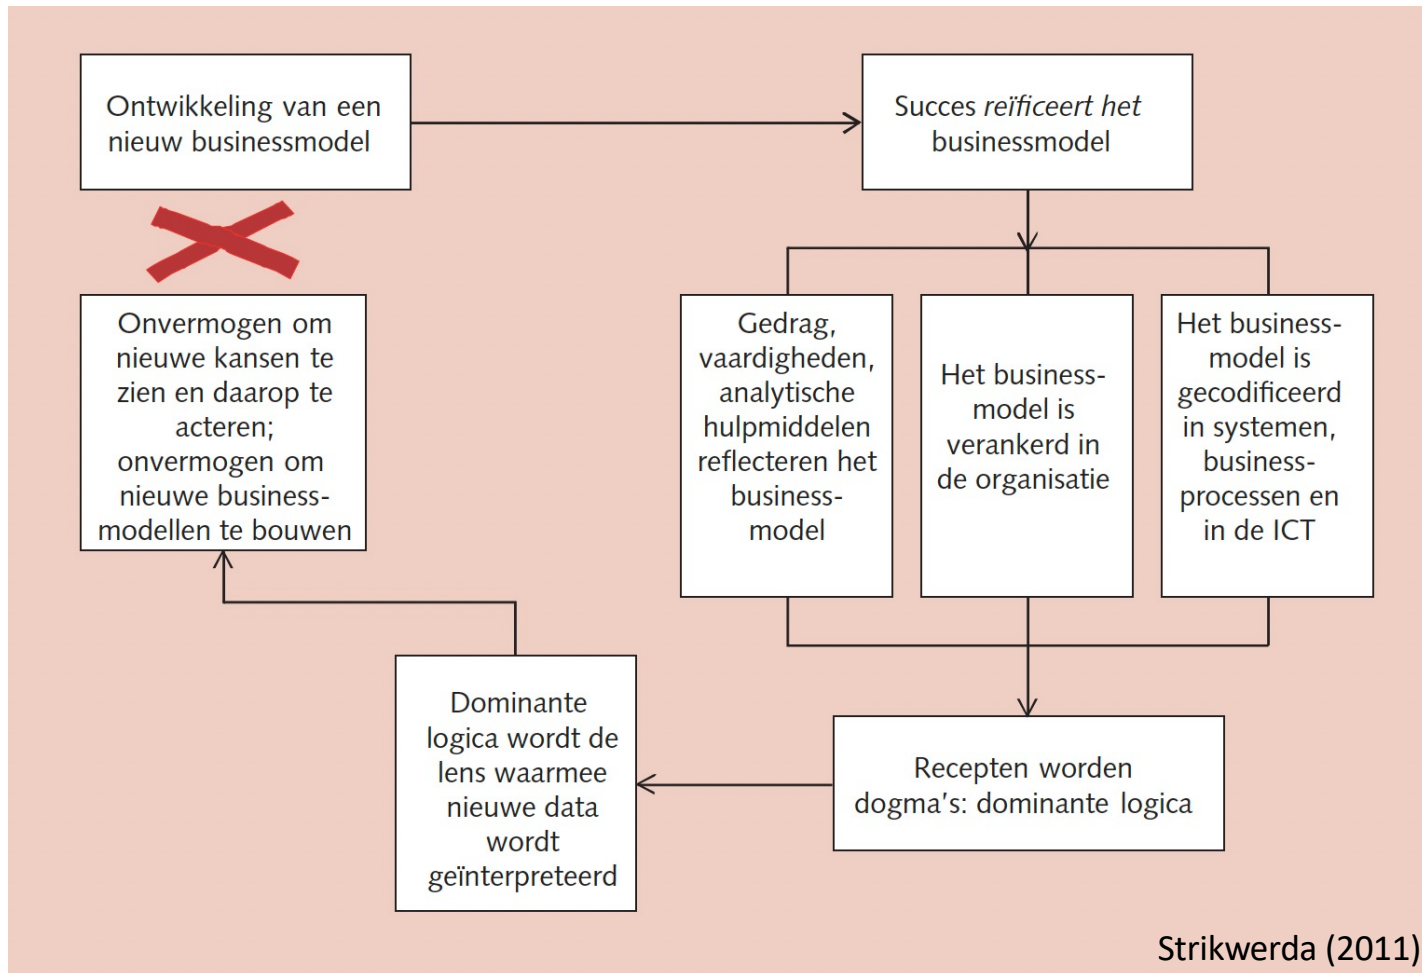 Ontwikkeling van een
nieuw businessmodel
Succes reïficeert het
businessmodel
Gedrag,
vaardigheden,
analytische
hulpmiddelen
reflecteren het
business-
model
Het business-
model is
verankerd in
de organisatie
Het business-
model is
gecodificeerd
in systemen,
business-
processen en
in de ICT
Recepten worden
dogma's: dominante logica
Dominante
logica wordt de
lens waarmee
nieuwe data
wordt
geïnterpreteerd
Onvermogen om
nieuwe kansen te
zien en daarop te
acteren;
onvermogen om
nieuwe business-
modellen te bouwen
Strikwerda (2011)